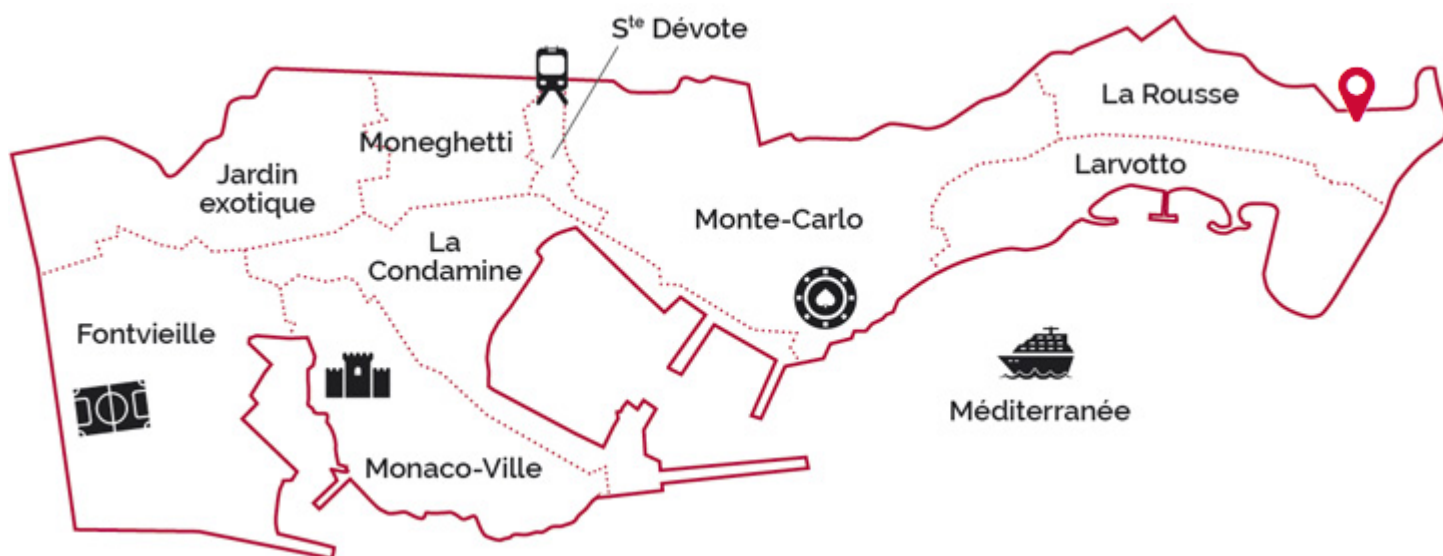 Sᵗᵉ Dévote
La Rousse
Moneghetti
Larvotto
Jardin
exotique
Monte-Carlo
La
Condamine
Fontvieille
Méditerranée
Monaco-Ville